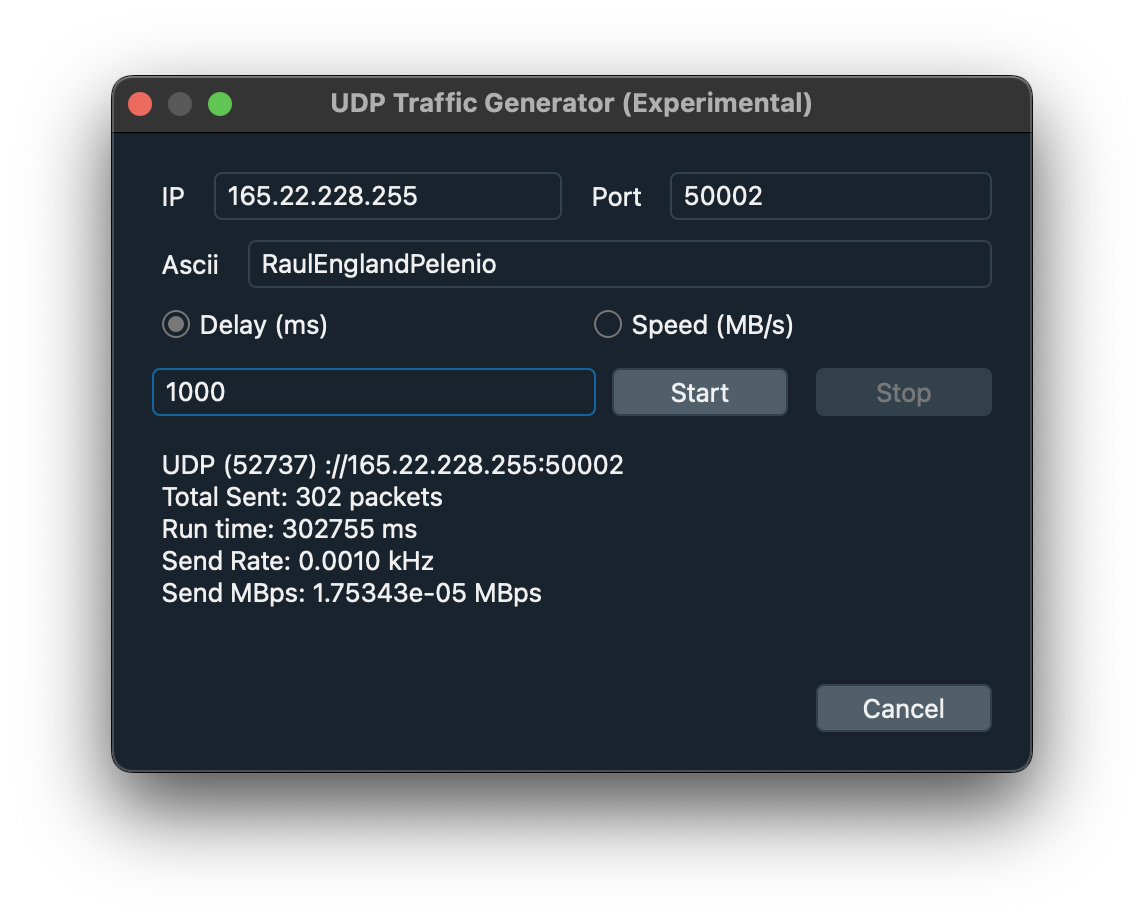 UDP Traffic Generator (Experimental)
IP 165.22.228.255 Port 50002
Ascii RaulEnglandPelenio
Delay (ms) Speed (MB/s)
1000 Start Stop
UDP (52737) ://165.22.228.255:50002
Total Sent: 302 packets
Run time: 302755 ms
Send Rate: 0.0010 kHz
Send MBps: 1.75343e-05 MBps
Cancel